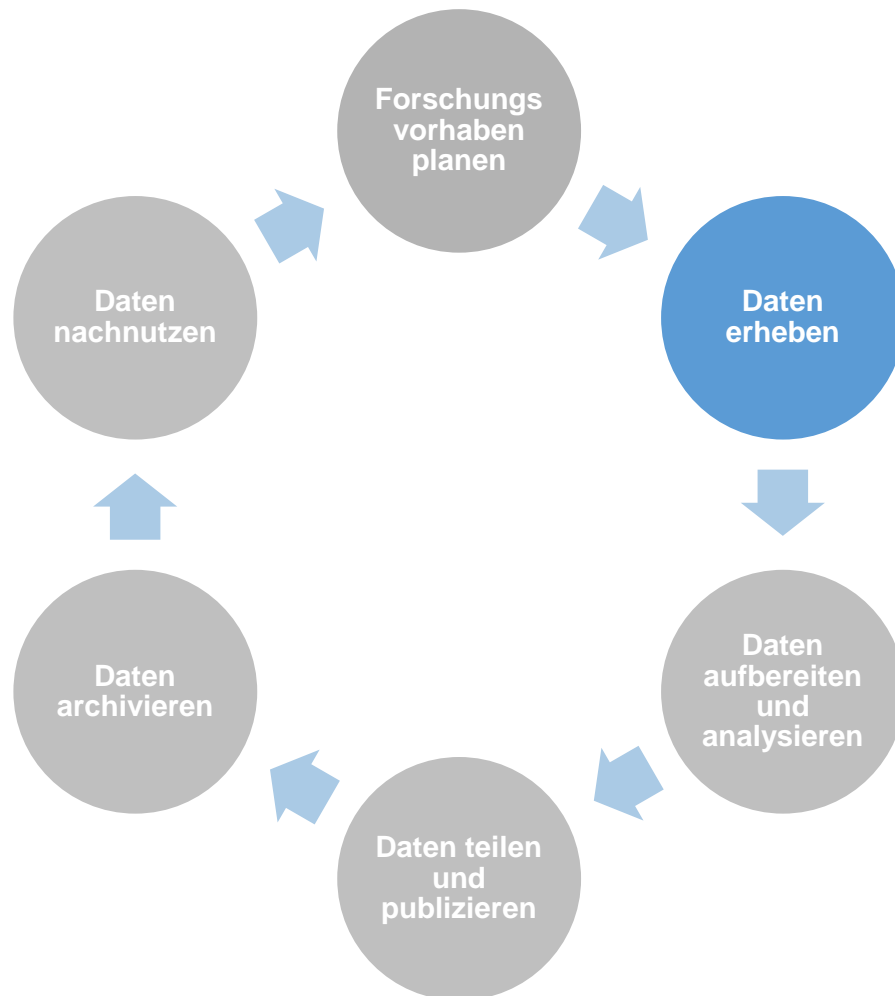 Forschungs
vorhaben
planen
Daten
erheben
Daten
aufbereiten
und
analysieren
Daten teilen
und
publizieren
Daten
archivieren
Daten
nachnutzen